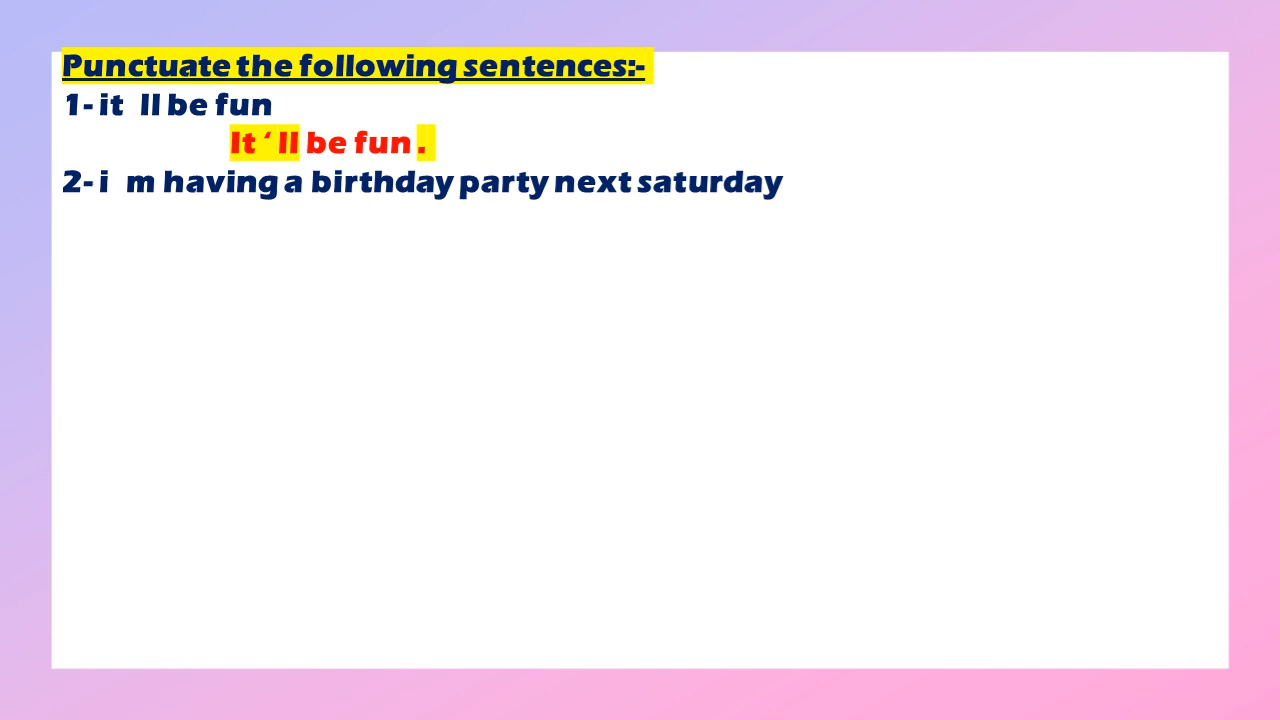 Punctuate the following sentences:-
1- it ll be fun
It ‘ ll be fun .
2- i m having a birthday party next saturday